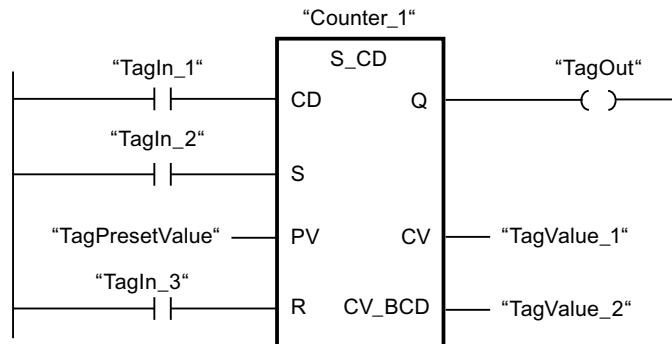 “Counter_1“
S_CD
“TagIn_1“
CD
Q
“TagOut“
“TagIn_2“
S
“TagPresetValue“
PV
CV
“TagValue_1“
“TagIn_3“
R
CV_BCD
“TagValue_2“